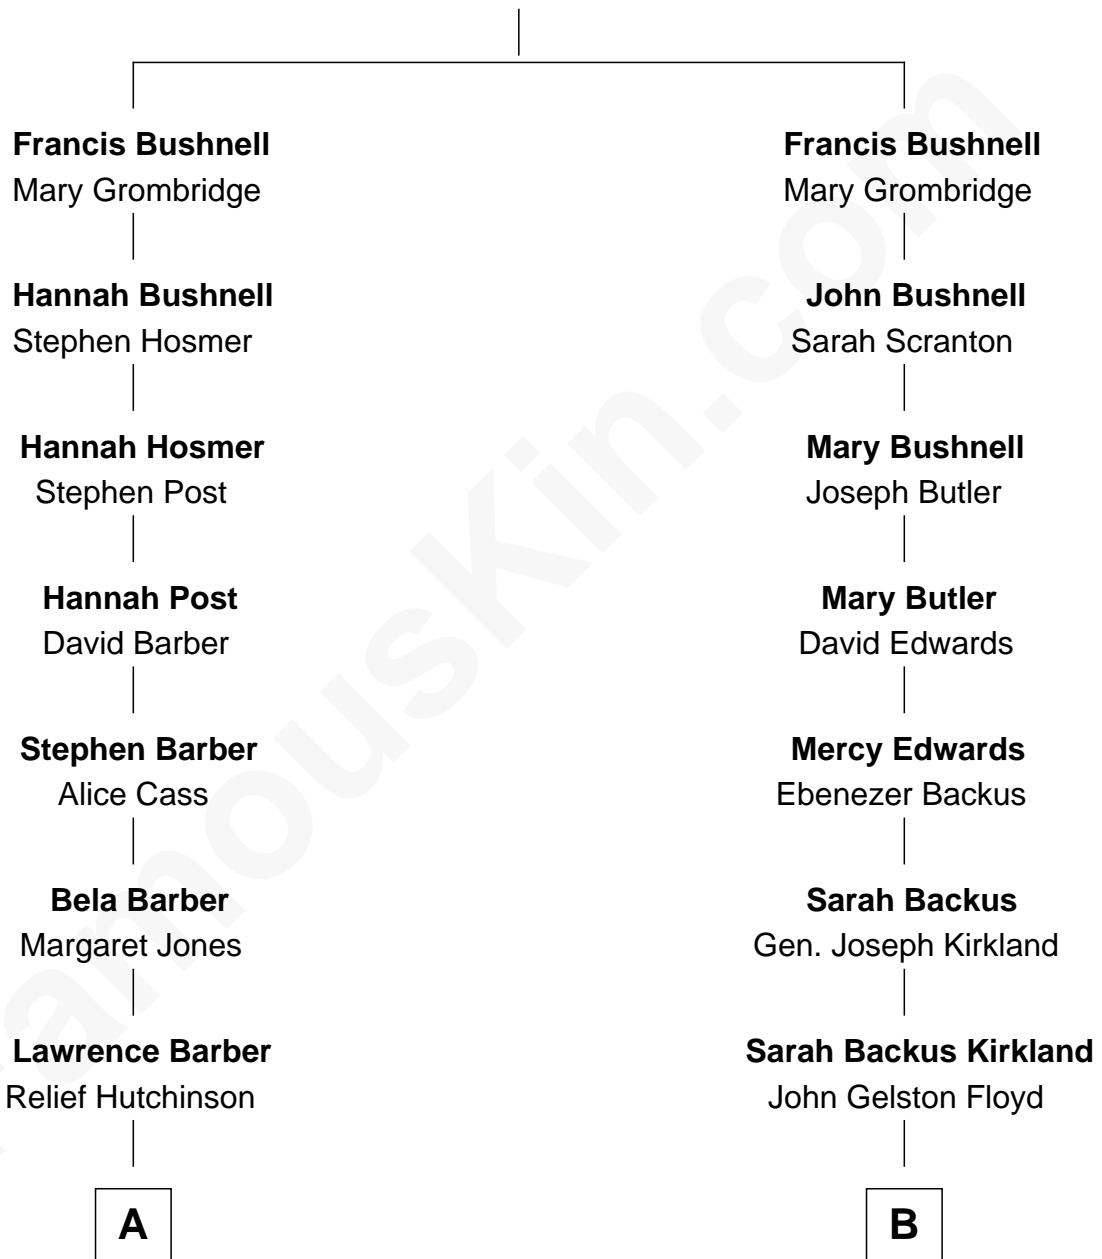 Francis Bushnell
Mary Grombridge
Hannah Bushnell
Stephen Hosmer
Hannah Hosmer
Stephen Post
Hannah Post
David Barber
Stephen Barber
Alice Cass
Bela Barber
Margaret Jones
Lawrence Barber
Relief Hutchinson
A
Francis Bushnell
Mary Grombridge
John Bushnell
Sarah Scranton
Mary Bushnell
Joseph Butler
Mary Butler
David Edwards
Mercy Edwards
Ebenezer Backus
Sarah Backus
Gen. Joseph Kirkland
Sarah Backus Kirkland
John Gelston Floyd
B
FamousKin.com